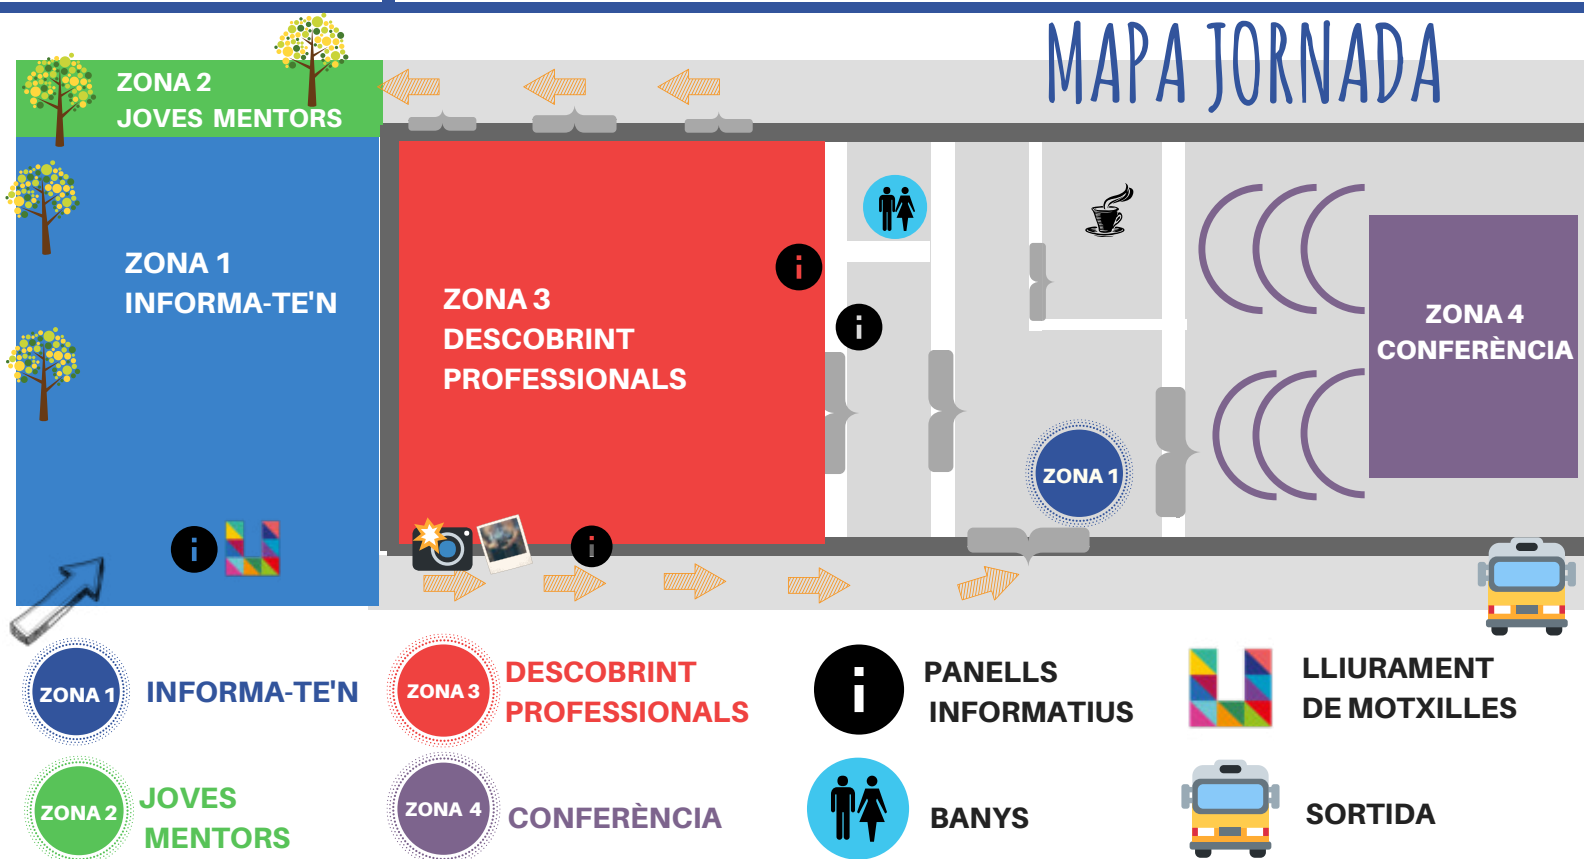 MAPA JORNADA
ZONA 2
JOVES MENTORS
ZONA 1
INFORMA-TE'N
ZONA 3
DESCOBRINT
PROFESSIONALS
i
i
ZONA 4
CONFERÈNCIA
ZONA 1
i
i
ZONA 1
INFORMA-TE'N
ZONA 3
DESCOBRINT
PROFESSIONALS
i
PANELLS
INFORMATIUS
LLIURAMENT
DE MOTXILLES
ZONA 2
JOVES
MENTORS
ZONA 4
CONFERÈNCIA
BANYS
SORTIDA